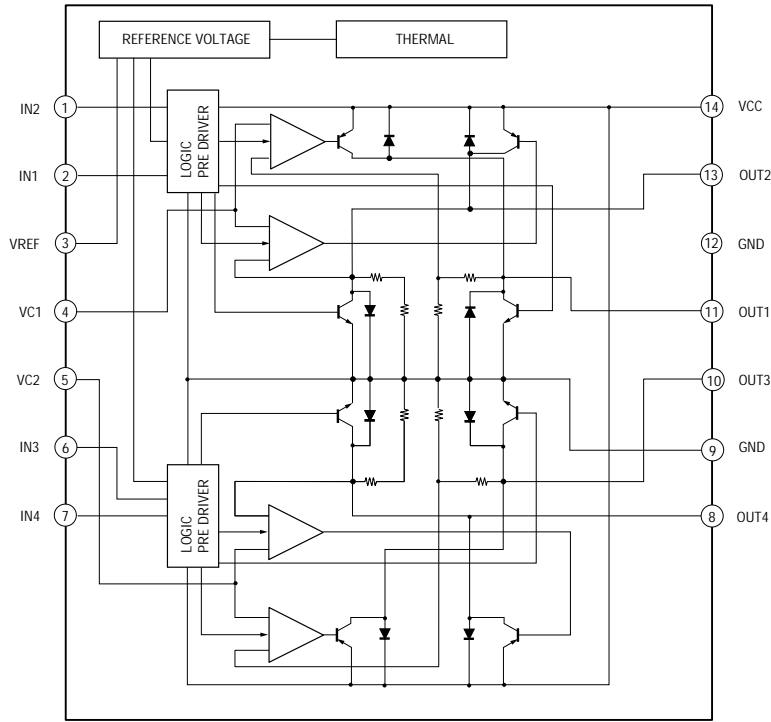 REFERENCE VOLTAGE
THERMAL
IN2
1
LOGIC
PRE DRIVER
14
VCC
IN1
2
13
OUT2
VREF
3
12
GND
VC1
4
11
OUT1
VC2
5
10
OUT3
IN3
6
9
GND
IN4
7
LOGIC
PRE DRIVER
8
OUT4